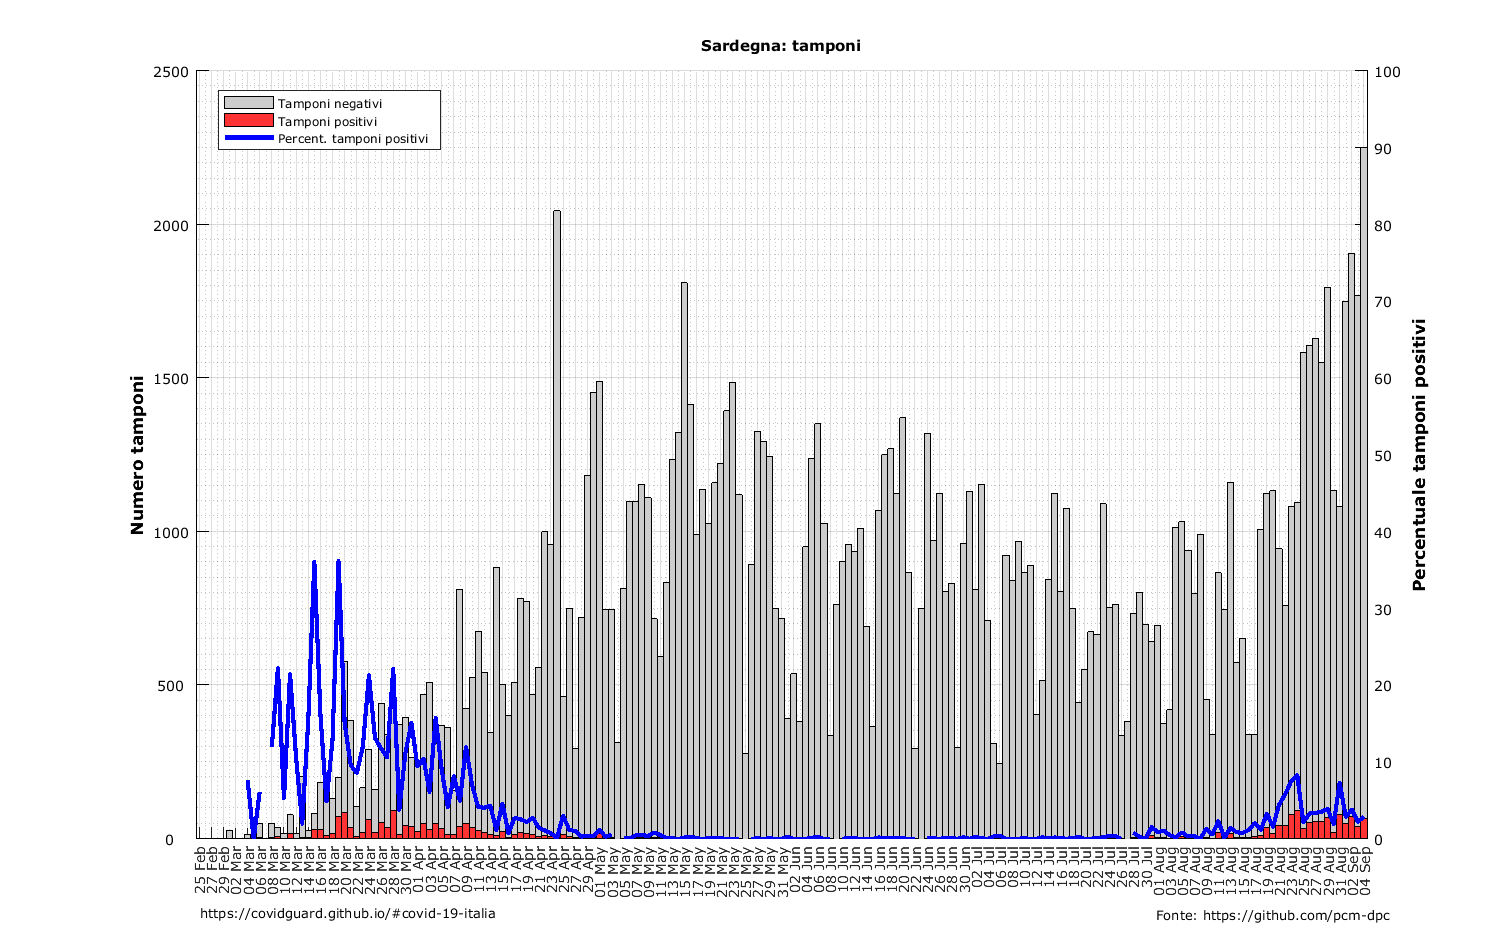 Sardegna: tamponi
Tamponi negativi
Tamponi positivi
Percent. tamponi positivi
Numero tamponi
2500
2000
1500
1000
500
0
Percentuale tamponi positivi
100
90
80
70
60
50
40
30
20
10
0
25 Feb
27 Feb
29 Feb
02 Mar
04 Mar
06 Mar
08 Mar
10 Mar
12 Mar
14 Mar
16 Mar
18 Mar
20 Mar
22 Mar
24 Mar
26 Mar
28 Mar
30 Mar
01 Apr
03 Apr
05 Apr
07 Apr
09 Apr
11 Apr
13 Apr
15 Apr
17 Apr
19 Apr
21 Apr
23 Apr
25 Apr
27 Apr
29 Apr
01 May
03 May
05 May
07 May
09 May
11 May
13 May
15 May
17 May
19 May
21 May
23 May
25 May
27 May
29 May
31 May
02 Jun
04 Jun
06 Jun
08 Jun
10 Jun
12 Jun
14 Jun
16 Jun
18 Jun
20 Jun
22 Jun
24 Jun
26 Jun
28 Jun
30 Jun
02 Jul
04 Jul
06 Jul
08 Jul
10 Jul
12 Jul
14 Jul
16 Jul
18 Jul
20 Jul
22 Jul
24 Jul
26 Jul
28 Jul
30 Jul
01 Aug
03 Aug
05 Aug
07 Aug
09 Aug
11 Aug
13 Aug
15 Aug
17 Aug
19 Aug
21 Aug
23 Aug
25 Aug
27 Aug
29 Aug
31 Aug
02 Sep
04 Sep
https://covidguard.github.io/#covid-19-italia
Fonte: https://github.com/pcm-dpc